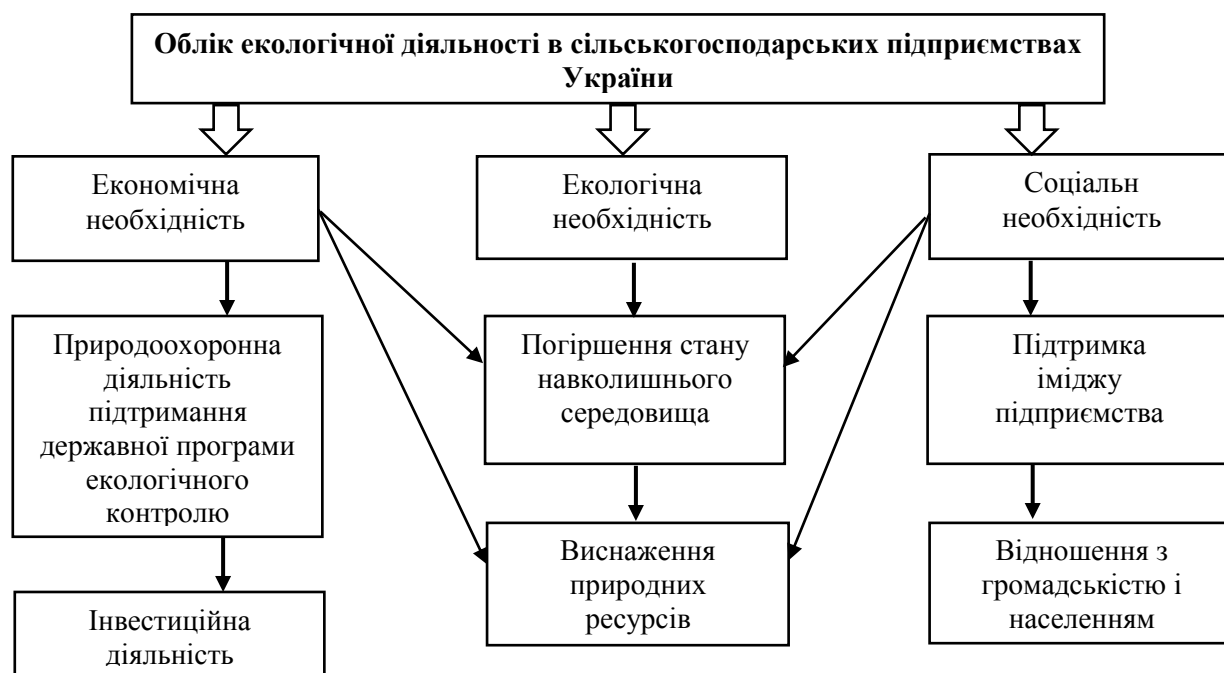 Облік екологічної діяльності в сільськогосподарських підприємствах
України
Економічна
необхідність
Екологічна
необхідність
Соціальн
необхідність
Природоохоронна
діяльність
підтримання
державної програми
екологічного
контролю
Погіршення стану
навколишнього
середовища
Підтримка
іміджу
підприємства
Інвестиційна
діяльність
Виснаження
природних
ресурсів
Відношення з
громадськістю і
населенням